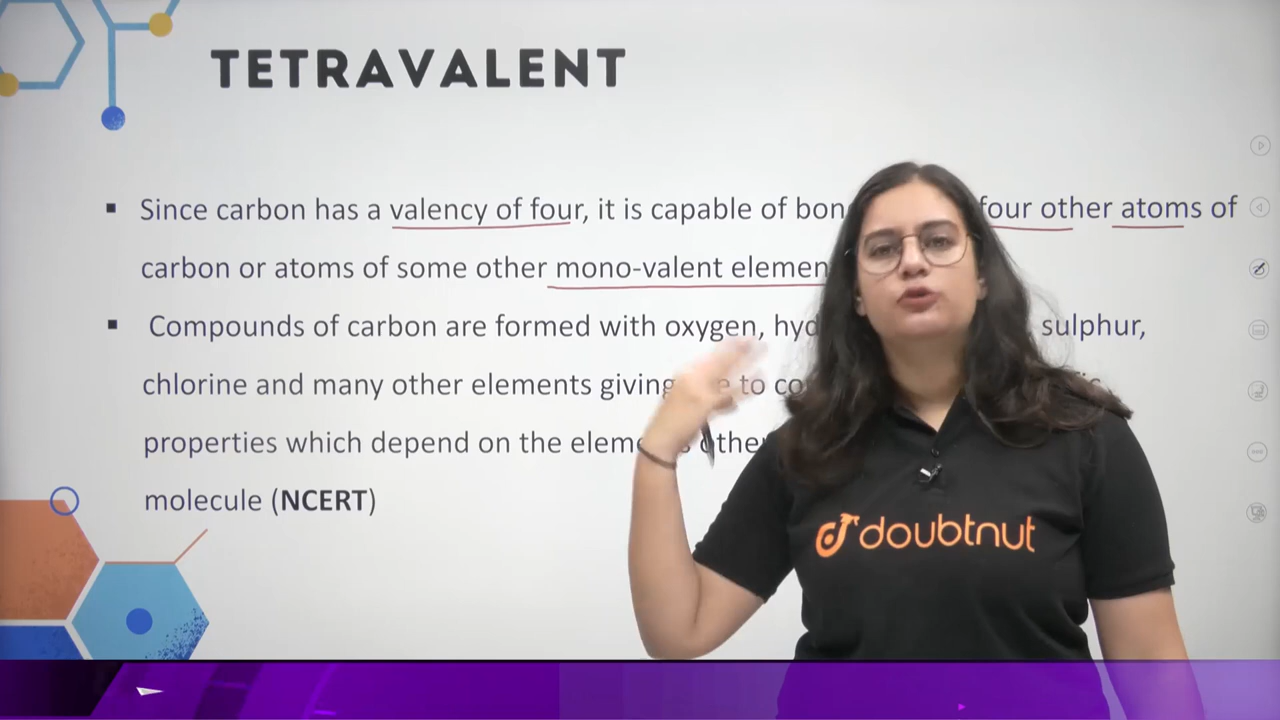 TETRAVALENT
▪ Since carbon has a valency of four, it is capable of bon four other atoms of
carbon or atoms of some other mono-valent elemen
▪ Compounds of carbon are formed with oxygen, hyd sulphur,
chlorine and many other elements giving to co
properties which depend on the elem othe
molecule (NCERT)
doubtnut